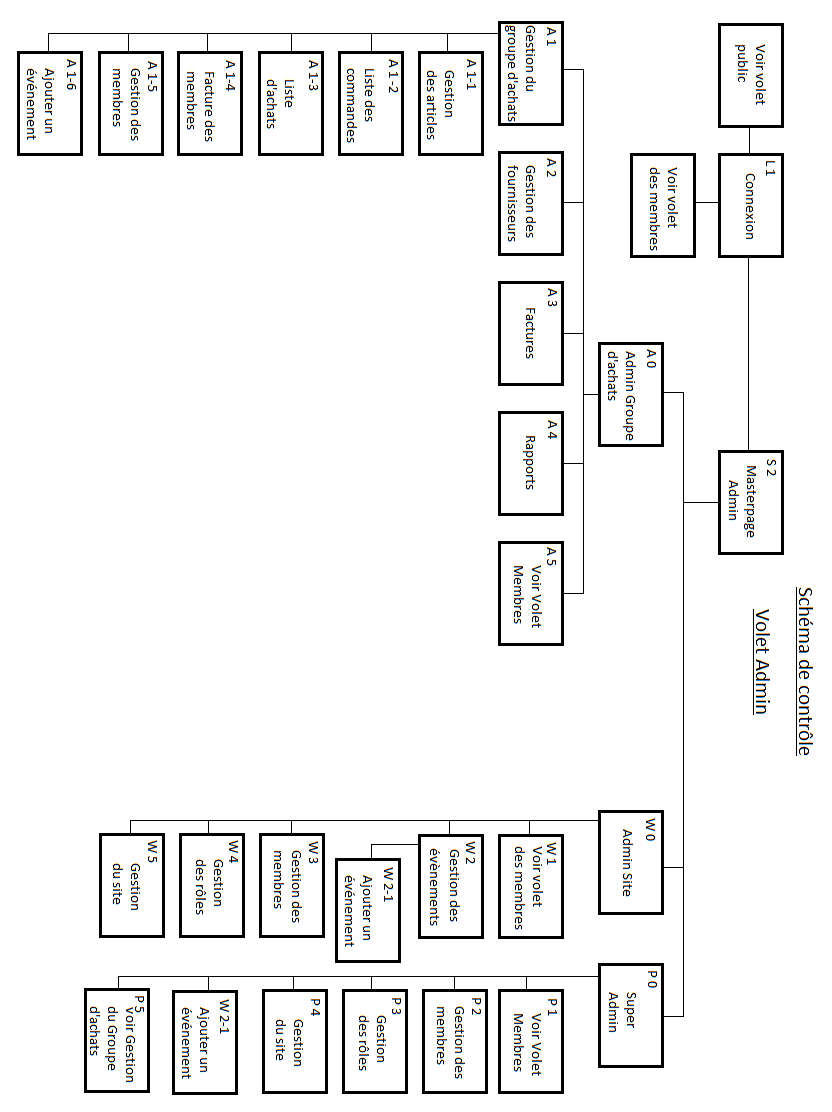 Schéma de contrôle
Volet Admin
Voir volet
public
L 1
Connexion
Voir volet
des membres
S 2
Masterpage
Admin
A 0
Admin Groupe
d'achats
W 0
Admin Site
P 0
Super
Admin
A 1
Gestion du
groupe d'achats
A 2
Gestion des
fournisseurs
A 3
Factures
A 4
Rapports
A 5
Voir Volet
Membres
A 1-1
Gestion
des articles
A 1-2
Liste des
commandes
A 1-3
Liste
d'achats
A 1-4
Facture des
membres
A 1-5
Gestion des
membres
A 1-6
Ajouter un
événement
W 1
Voir volet
des membres
W 2
Gestion des
évènements
W 2-1
Ajouter un
événement
W 3
Gestion des
membres
W 4
Gestion
des rôles
W 5
Gestion
du site
P 1
Voir Volet
Membres
P 2
Gestion des
membres
P 3
Gestion
des rôles
P 4
Gestion
du site
W 2-1
Ajouter un
événement
P 5
Voir Gestion
du Groupe
d'achats